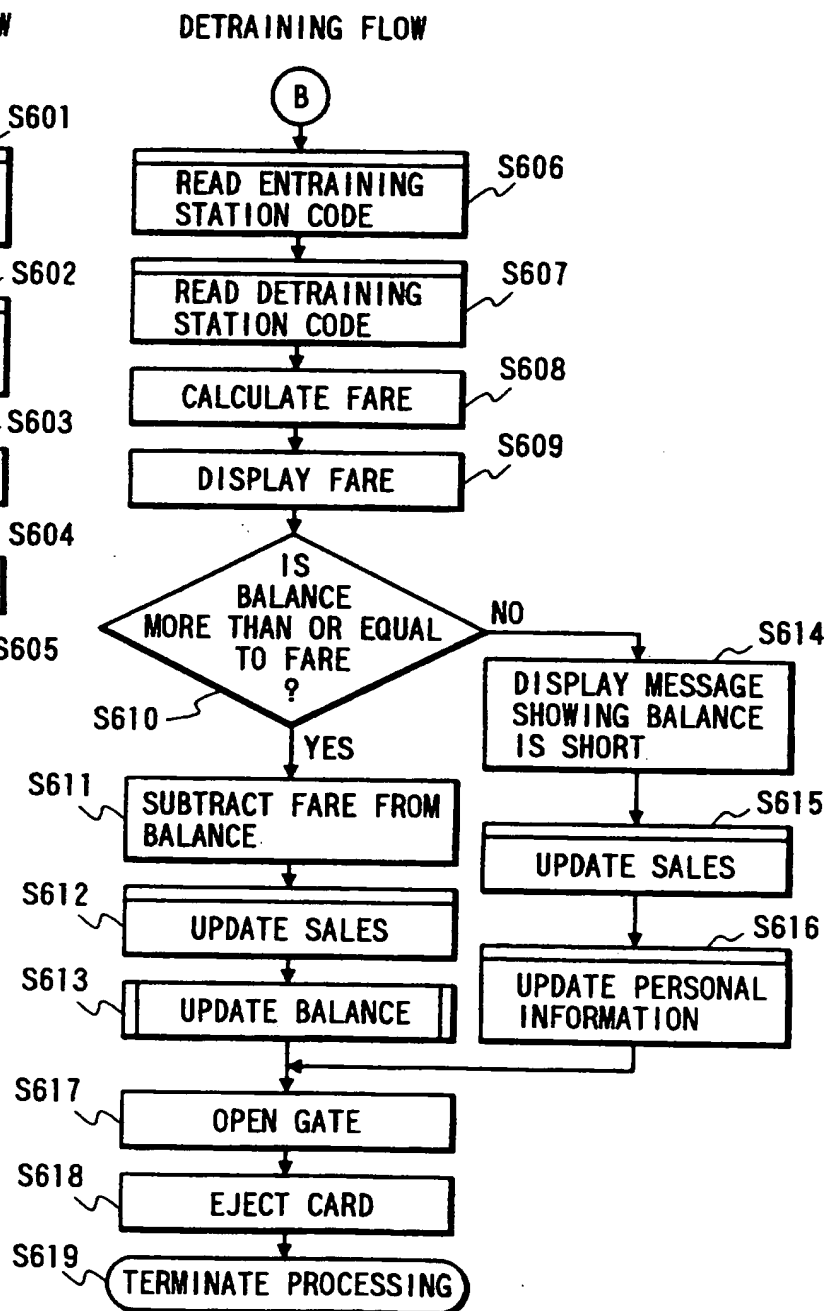 W
DETRAINING FLOW
B
S601
READ ENTRAINING
STATION CODE
S606
S602
READ DETRAINING
STATION CODE
S607
CALCULATE FARE
S608
S603
DISPLAY FARE
S609
S604
IS
BALANCE
MORE THAN OR EQUAL
TO FARE
?
S610
NO
YES
S605
S614
DISPLAY MESSAGE
SHOWING BALANCE
IS SHORT
S611
SUBTRACT FARE FROM
BALANCE
S615
UPDATE SALES
S612
UPDATE SALES
S616
UPDATE PERSONAL
INFORMATION
S613
UPDATE BALANCE
S617
OPEN GATE
S618
EJECT CARD
S619
TERMINATE PROCESSING